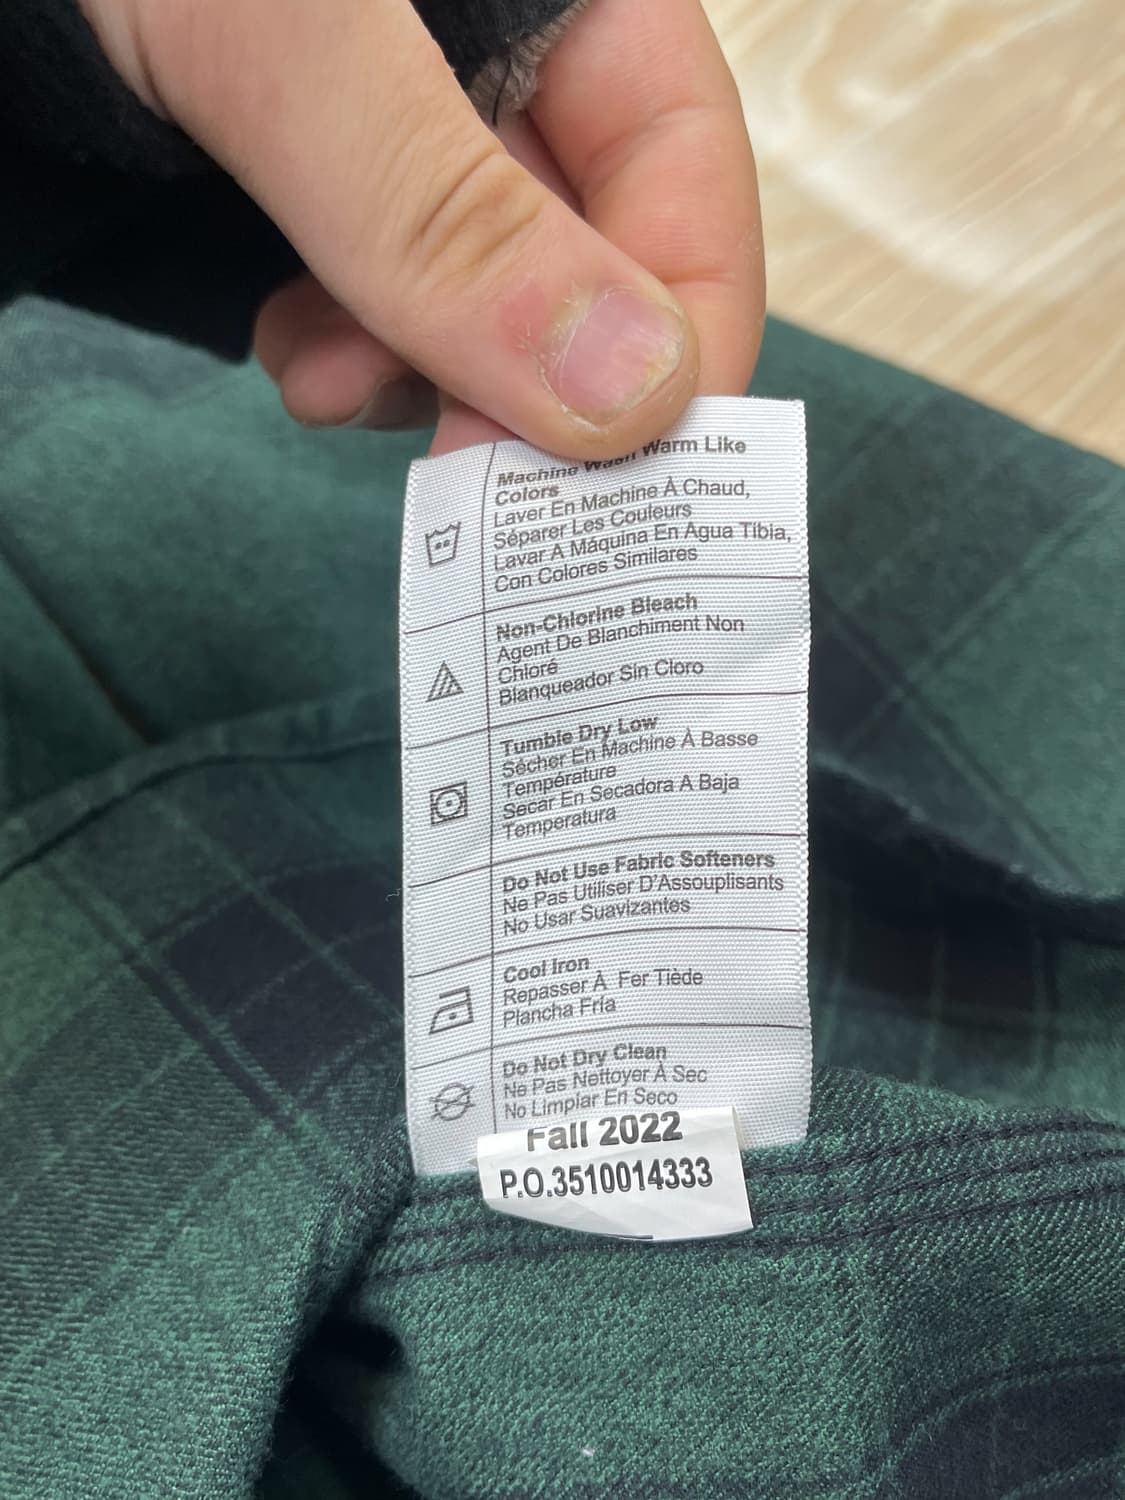 Machine Wash Warm Like
Colors
Laver En Machine À Chaud,
Séparer Les Couleurs
Lavar A Máquina En Agua Tibia,
Con Colores Similares
Non-Chlorine Bleach
Agent De Blanchiment Non
Chloré
Blanqueador Sin Cloro
Tumble Dry Low
Sécher En Machine À Basse
Température
Secar En Secadora A Baja
Temperatura
Do Not Use Fabric Softeners
Ne Pas Utiliser D'Assouplisants
No Usar Suavizantes
Cool Iron
Repasser À Fer Tiède
Plancha Fría
Do Not Dry Clean
Ne Pas Nettoyer À Sec
No Limpiar En Seco
Fall 2022
P.O.3510014333